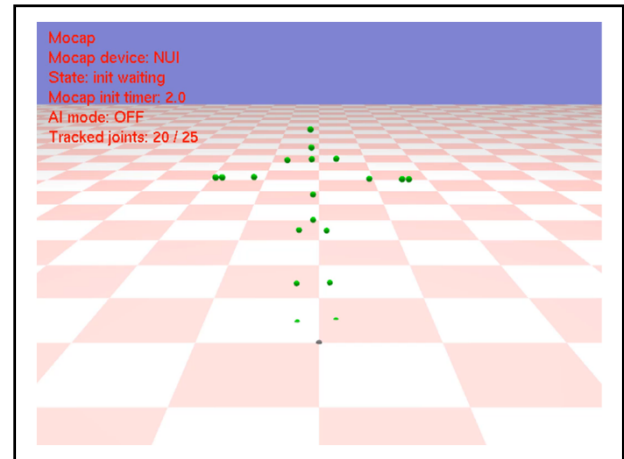 Mocap
Mocap device: NUI
State: init waiting
Mocap init timer: 2.0
AI mode: OFF
Tracked joints: 20 / 25